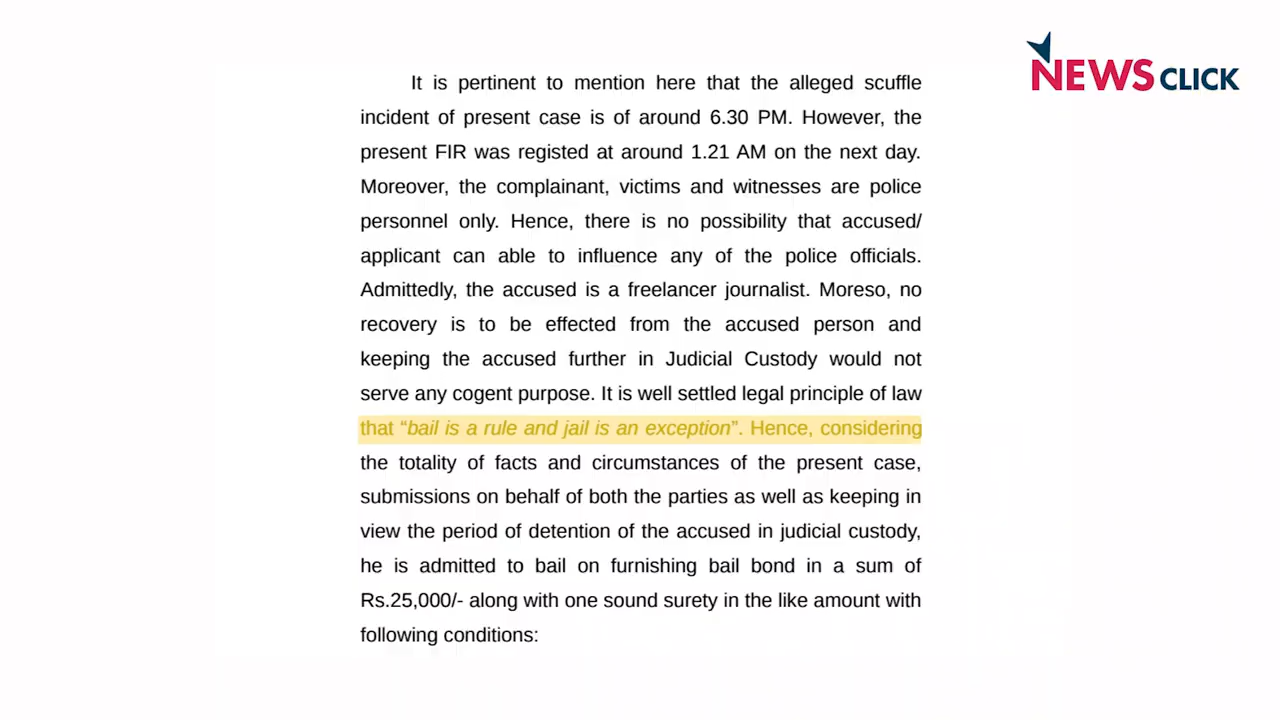 NEWS CLICK
It is pertinent to mention here that the alleged scuffle
incident of present case is of around 6.30 PM. However, the
present FIR was registed at around 1.21 AM on the next day.
Moreover, the complainant, victims and witnesses are police
personnel only. Hence, there is no possibility that accused/
applicant can able to influence any of the police officials.
Admittedly, the accused is a freelancer journalist. Moreso, no
recovery is to be effected from the accused person and
keeping the accused further in Judicial Custody would not
serve any cogent purpose. It is well settled legal principle of law
that “bail is a rule and jail is an exception”. Hence, considering
the totality of facts and circumstances of the present case,
submissions on behalf of both the parties as well as keeping in
view the period of detention of the accused in judicial custody,
he is admitted to bail on furnishing bail bond in a sum of
Rs.25,000/- along with one sound surety in the like amount with
following conditions: